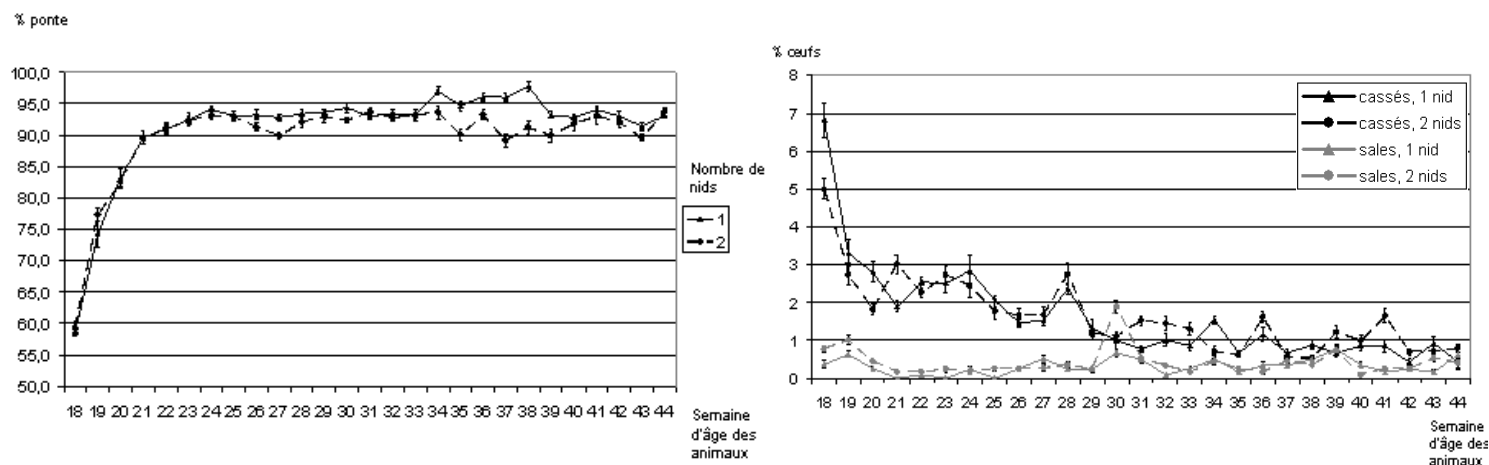 % ponte
100,0
95,0
90,0
85,0
80,0
75,0
70,0
65,0
60,0
55,0
50,0
18 19 20 21 22 23 24 25 26 27 28 29 30 31 32 33 34 35 36 37 38 39 40 41 42 43 44
Semaine
d'âge des
animaux
Nombre de
nids
1
2
% œufs
8
7
6
5
4
3
2
1
0
18 19 20 21 22 23 24 25 26 27 28 29 30 31 32 33 34 35 36 37 38 39 40 41 42 43 44
Semaine
d'âge des
animaux
cassés, 1 nid
cassés, 2 nids
sales, 1 nid
sales, 2 nids